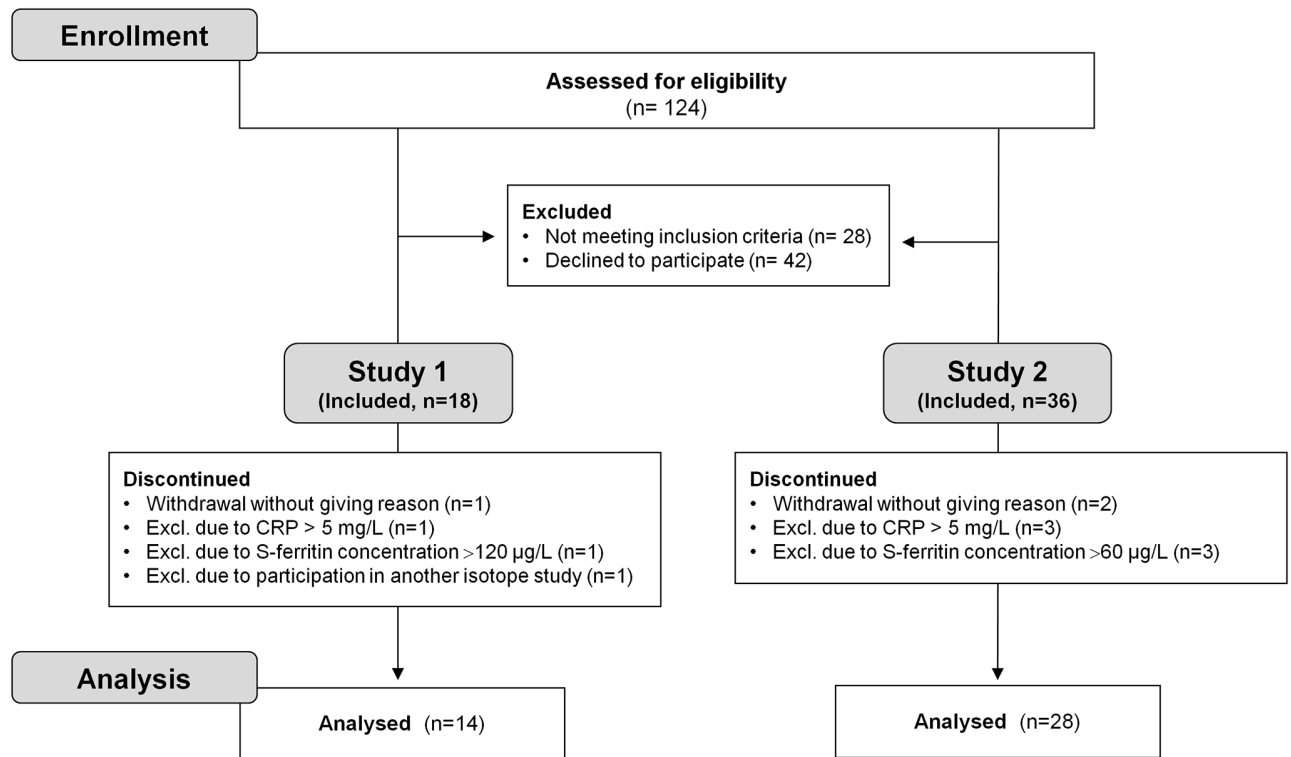 Enrollment
Assessed for eligibility
(n= 124)
Excluded
• Not meeting inclusion criteria (n= 28)
• Declined to participate (n= 42)
Study 1
(Included, n=18)
Study 2
(Included, n=36)
Discontinued
• Withdrawal without giving reason (n=1)
• Excl. due to CRP > 5 mg/L (n=1)
• Excl. due to S-ferritin concentration >120 µg/L (n=1)
• Excl. due to participation in another isotope study (n=1)
Discontinued
• Withdrawal without giving reason (n=2)
• Excl. due to CRP > 5 mg/L (n=3)
• Excl. due to S-ferritin concentration >60 µg/L (n=3)
Analysis
Analysed (n=14)
Analysed (n=28)